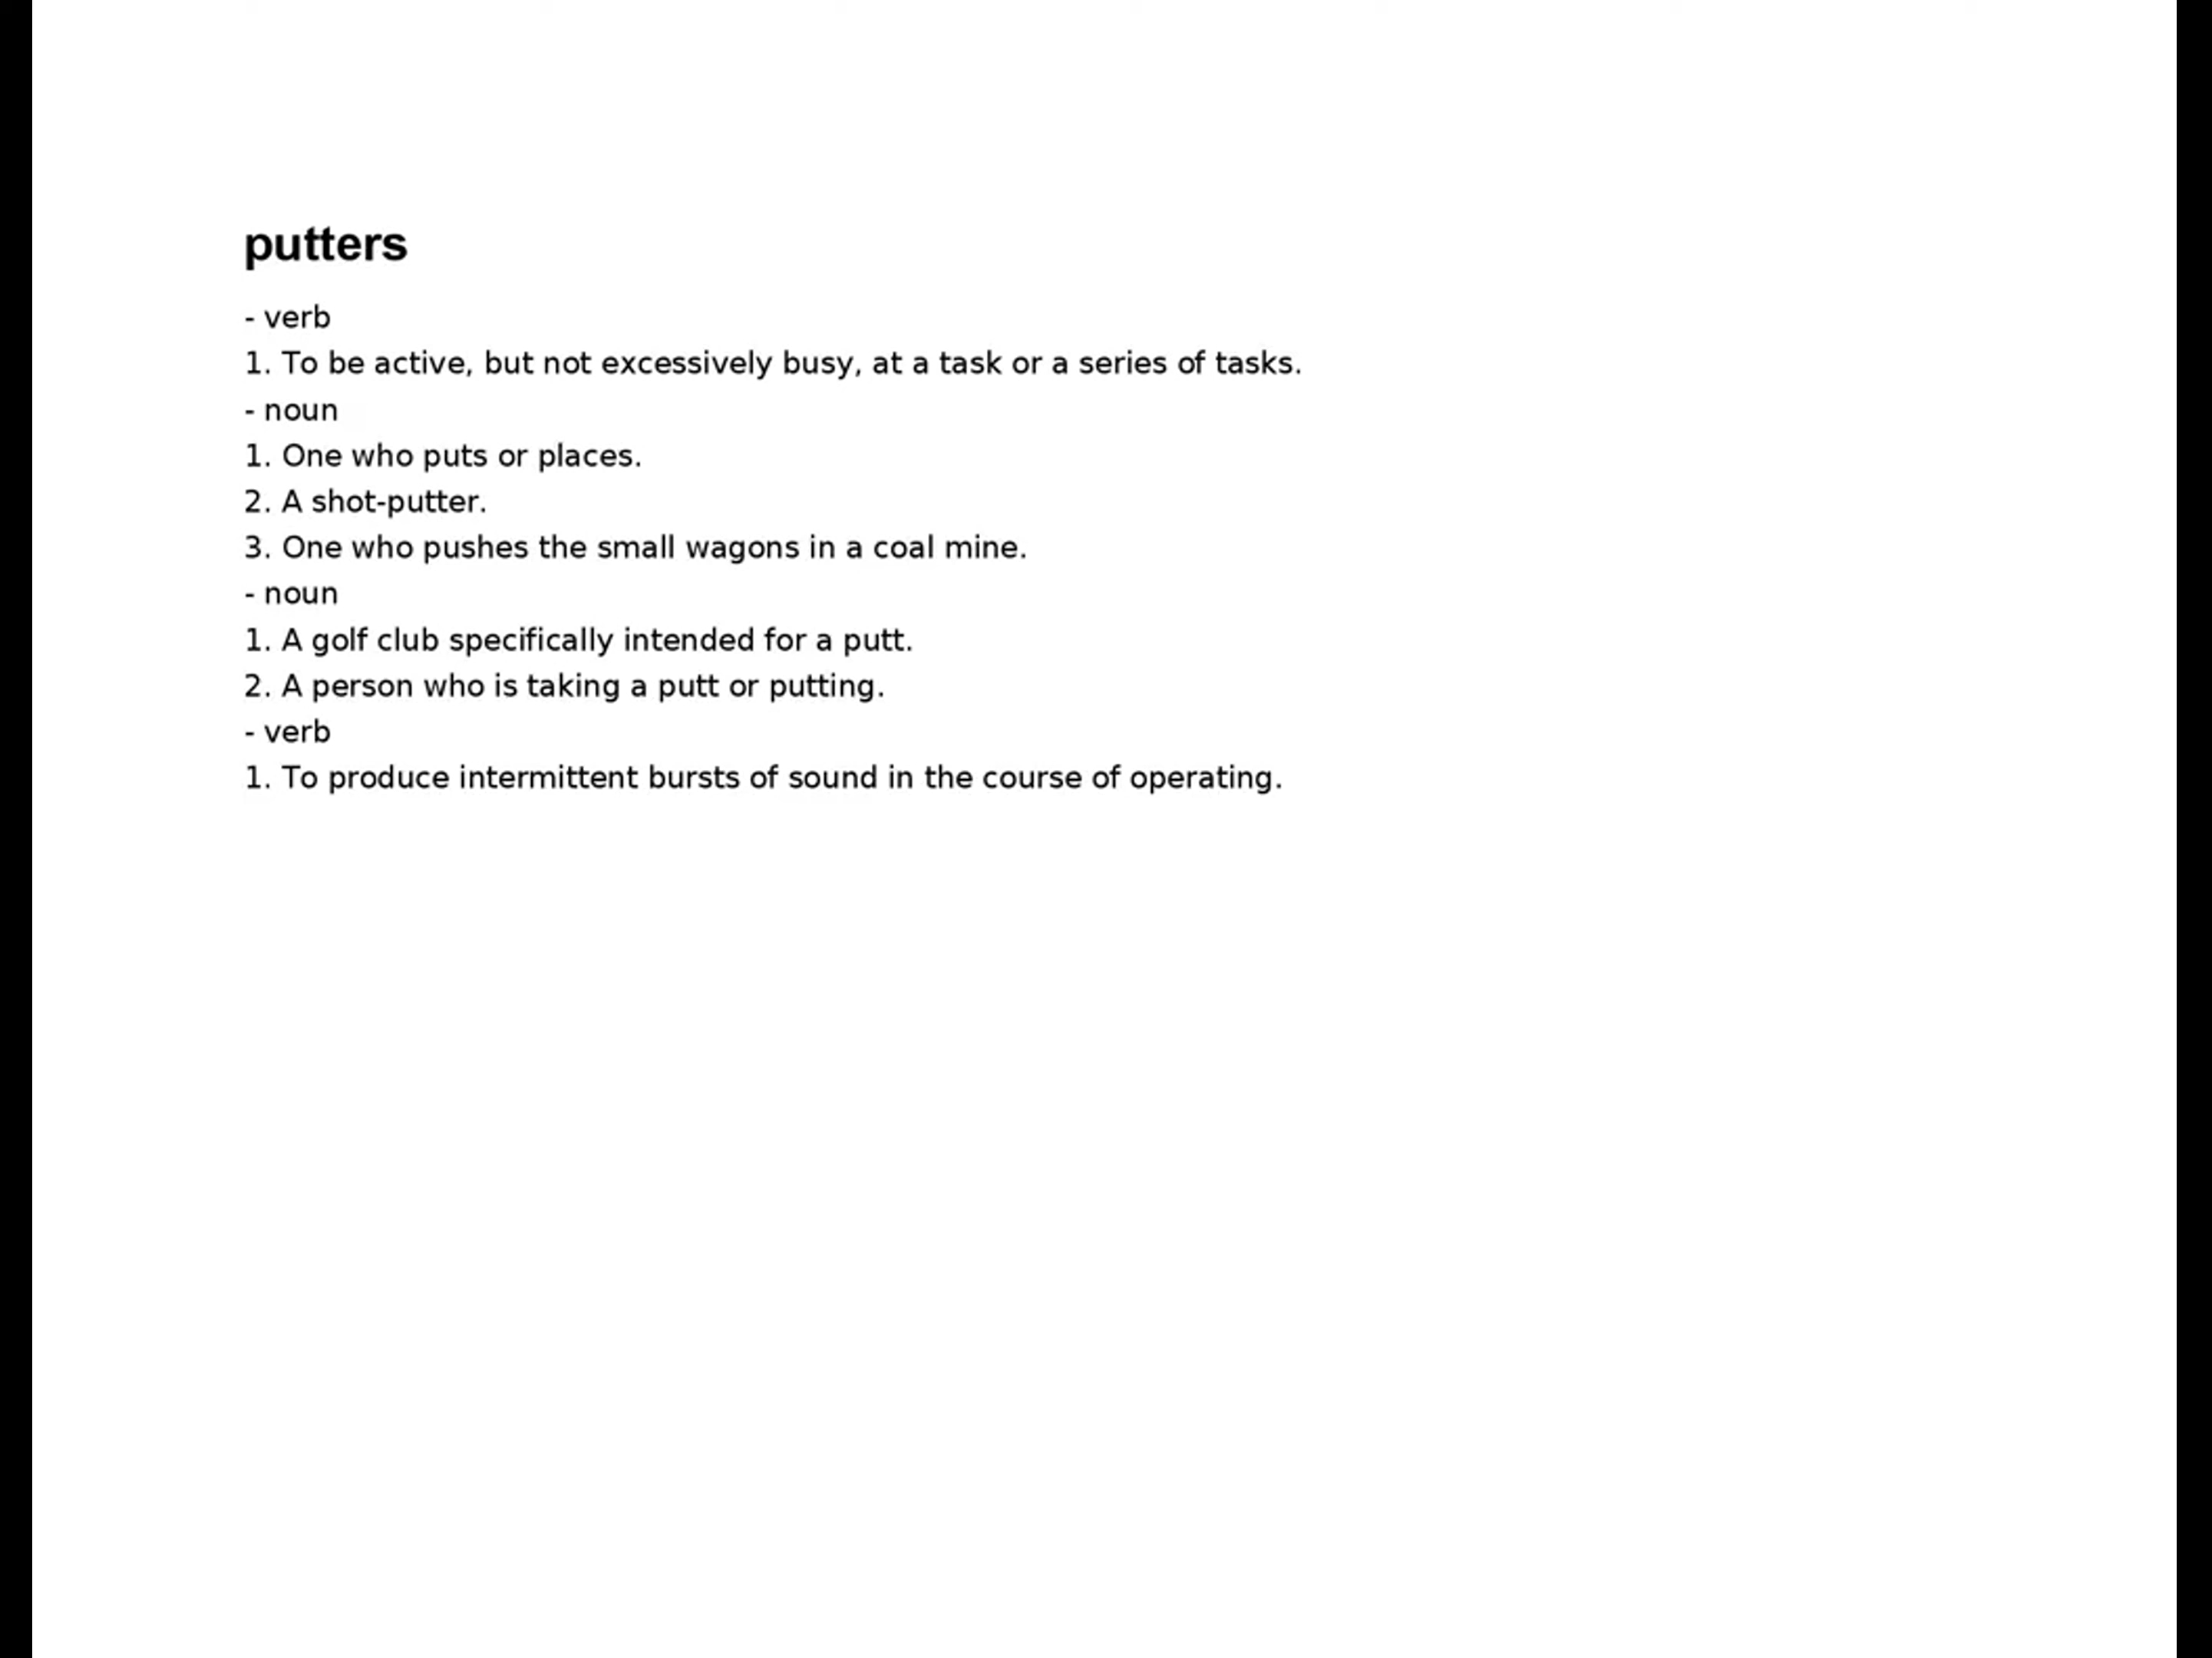 putters
- verb
1. To be active, but not excessively busy, at a task or a series of tasks.
- noun
1. One who puts or places.
2. A shot-putter.
3. One who pushes the small wagons in a coal mine.
- noun
1. A golf club specifically intended for a putt.
2. A person who is taking a putt or putting.
- verb
1. To produce intermittent bursts of sound in the course of operating.